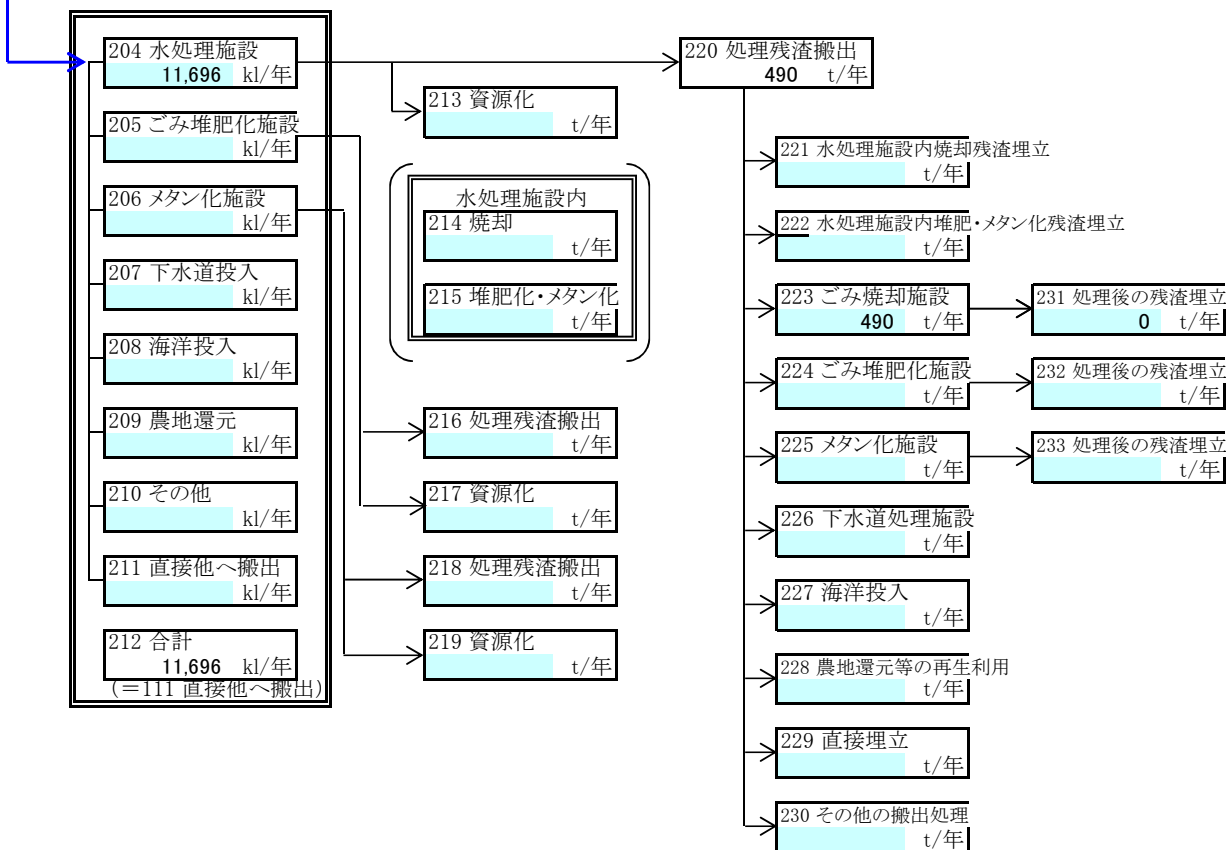 204 水処理施設
11,696 kl/年
205 ごみ堆肥化施設
kl/年
206 メタン化施設
kl/年
207 下水道投入
kl/年
208 海洋投入
kl/年
209 農地還元
kl/年
210 その他
kl/年
211 直接他へ搬出
kl/年
212 合計
11,696 kl/年
(=111 直接他へ搬出)
213 資源化
t/年
水処理施設内
214 焼却
t/年
215 堆肥化・メタン化
t/年
216 処理残渣搬出
t/年
217 資源化
t/年
218 処理残渣搬出
t/年
219 資源化
t/年
220 処理残渣搬出
490 t/年
221 水処理施設内焼却残渣埋立
t/年
222 水処理施設内堆肥・メタン化残渣埋立
t/年
223 ごみ焼却施設
490 t/年
224 ごみ堆肥化施設
t/年
225 メタン化施設
t/年
226 下水道処理施設
t/年
227 海洋投入
t/年
228 農地還元等の再生利用
t/年
229 直接埋立
t/年
230 その他の搬出処理
t/年
231 処理後の残渣埋立
0 t/年
232 処理後の残渣埋立
t/年
233 処理後の残渣埋立
t/年